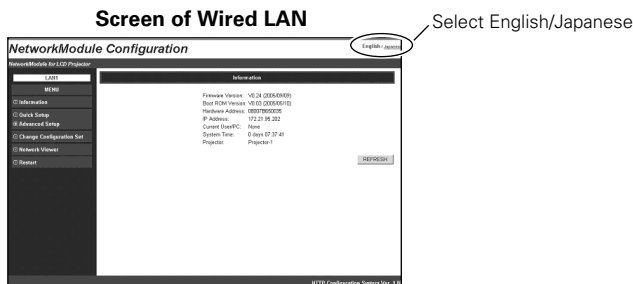 Screen of Wired LAN
Select English/Japanese
NetworkModule Configuration
English / Japanese
NetworkModule for LCD Projector
LAN1
MENU
Information
Quick Setup
Advanced Setup
Change Configuration Set
Network Viewer
Restart
Information
Firmware Version: V0.24 (2005/09/09)
Boot ROM Version: V0.03 (2005/05/10)
Hardware Address:
IP Address: 172.21.95.202
Current User/PC: None
System Time: 0 days 07:37:41
Projector: Projector-1
REFRESH
HTTP Configuration System Ver. 1.0